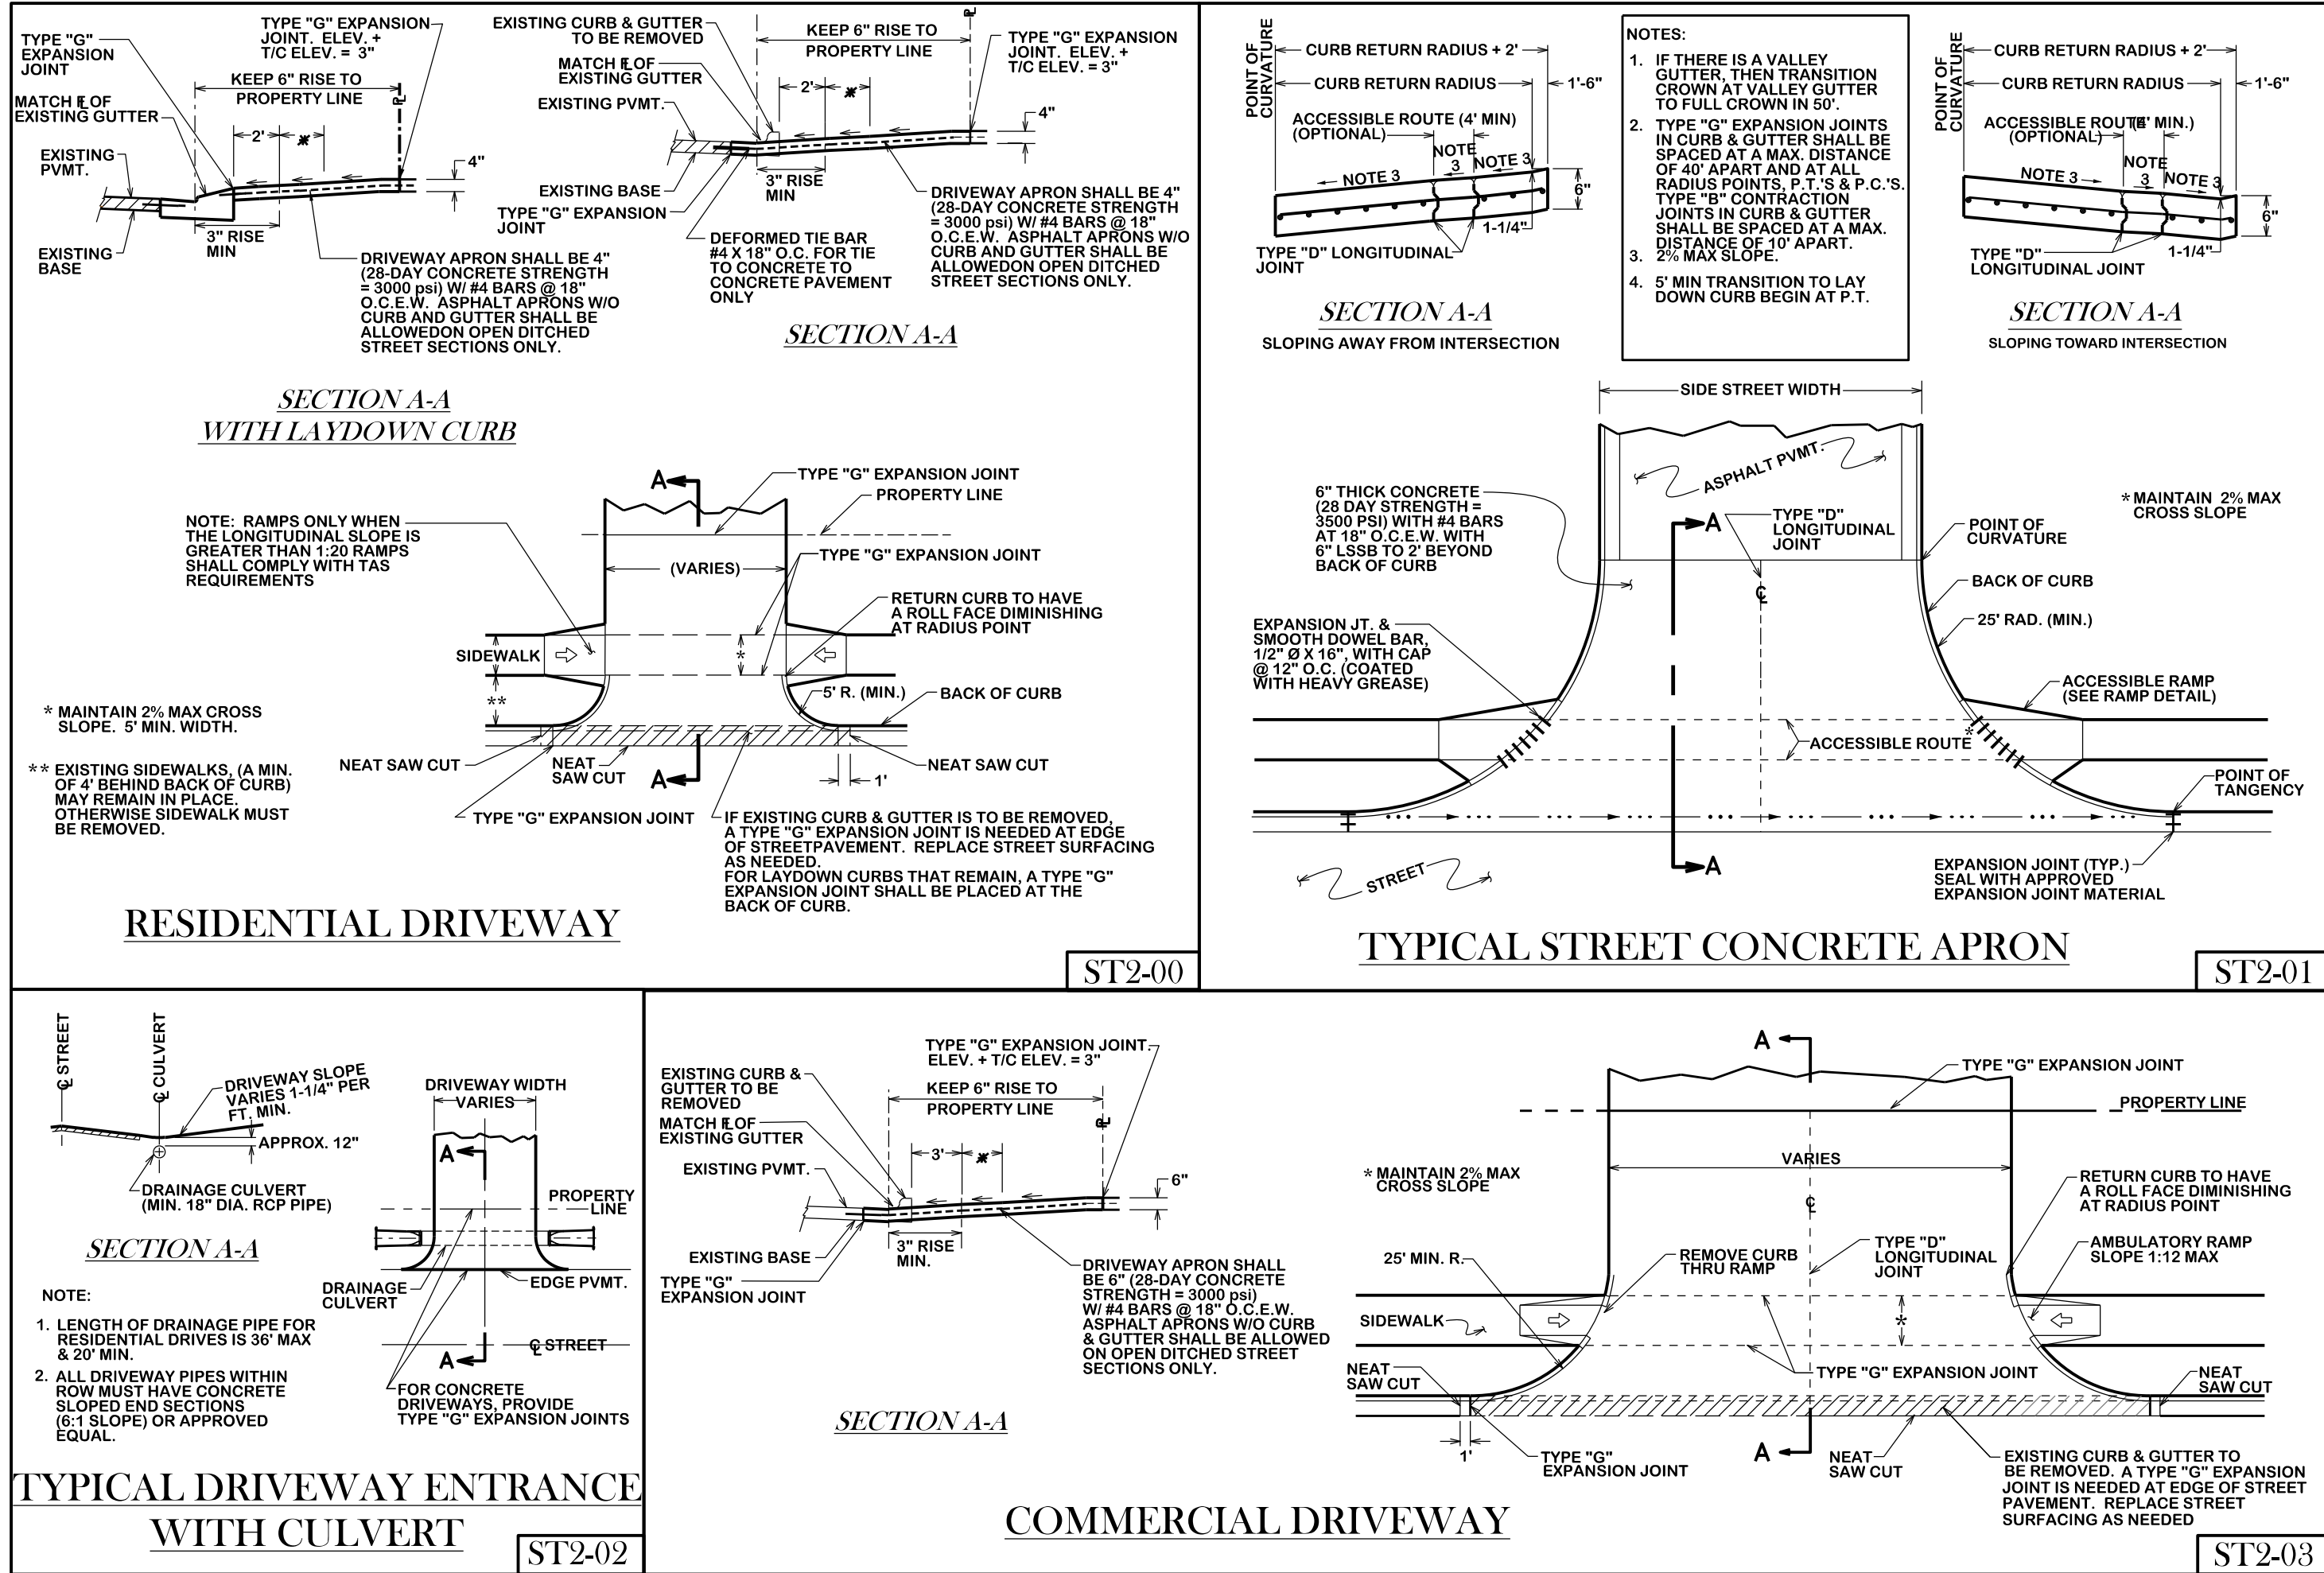 TYPE "G"
EXPANSION
JOINT
TYPE "G" EXPANSION
JOINT. ELEV. +
T/C ELEV. = 3"
KEEP 6" RISE TO
PROPERTY LINE
MATCH FL OF
EXISTING GUTTER
2'
*
PL
4"
EXISTING
PVMT.
EXISTING
BASE
3" RISE
MIN
DRIVEWAY APRON SHALL BE 4"
(28-DAY CONCRETE STRENGTH
= 3000 psi) W/ #4 BARS @ 18"
O.C.E.W. ASPHALT APRONS W/O
CURB AND GUTTER SHALL BE
ALLOWEDON OPEN DITCHED
STREET SECTIONS ONLY.
SECTION A-A
WITH LAYDOWN CURB
EXISTING CURB & GUTTER
TO BE REMOVED
KEEP 6" RISE TO
PROPERTY LINE
PL
TYPE "G" EXPANSION
JOINT. ELEV. +
T/C ELEV. = 3"
MATCH FL OF
EXISTING GUTTER
2'
*
EXISTING PVMT.
4"
EXISTING BASE
3" RISE
MIN
TYPE "G" EXPANSION
JOINT
DEFORMED TIE BAR
#4 X 18" O.C. FOR TIE
TO CONCRETE TO
CONCRETE PAVEMENT
ONLY
DRIVEWAY APRON SHALL BE 4"
(28-DAY CONCRETE STRENGTH
= 3000 psi) W/ #4 BARS @ 18"
O.C.E.W. ASPHALT APRONS W/O
CURB AND GUTTER SHALL BE
ALLOWEDON OPEN DITCHED
STREET SECTIONS ONLY.
SECTION A-A
A
TYPE "G" EXPANSION JOINT
PROPERTY LINE
NOTE: RAMPS ONLY WHEN
THE LONGITUDINAL SLOPE IS
GREATER THAN 1:20 RAMPS
SHALL COMPLY WITH TAS
REQUIREMENTS
TYPE "G" EXPANSION JOINT
(VARIES)
RETURN CURB TO HAVE
A ROLL FACE DIMINISHING
AT RADIUS POINT
SIDEWALK
*
**
5' R. (MIN.)
BACK OF CURB
* MAINTAIN 2% MAX CROSS
SLOPE. 5' MIN. WIDTH.
** EXISTING SIDEWALKS, (A MIN.
OF 4' BEHIND BACK OF CURB)
MAY REMAIN IN PLACE.
OTHERWISE SIDEWALK MUST
BE REMOVED.
NEAT SAW CUT
NEAT
SAW CUT
A
1'
NEAT SAW CUT
TYPE "G" EXPANSION JOINT
IF EXISTING CURB & GUTTER IS TO BE REMOVED,
A TYPE "G" EXPANSION JOINT IS NEEDED AT EDGE
OF STREETPAVEMENT. REPLACE STREET SURFACING
AS NEEDED.
FOR LAYDOWN CURBS THAT REMAIN, A TYPE "G"
EXPANSION JOINT SHALL BE PLACED AT THE
BACK OF CURB.
RESIDENTIAL DRIVEWAY
ST2-00
POINT OF
CURVATURE
CURB RETURN RADIUS + 2'
CURB RETURN RADIUS
1'-6"
ACCESSIBLE ROUTE (4' MIN)
(OPTIONAL)
NOTE 3
NOTE
3
NOTE 3
6"
1-1/4"
TYPE "D" LONGITUDINAL
JOINT
SECTION A-A
SLOPING AWAY FROM INTERSECTION
NOTES:
1. IF THERE IS A VALLEY
GUTTER, THEN TRANSITION
CROWN AT VALLEY GUTTER
TO FULL CROWN IN 50'.
2. TYPE "G" EXPANSION JOINTS
IN CURB & GUTTER SHALL BE
SPACED AT A MAX. DISTANCE
OF 40' APART AND AT ALL
RADIUS POINTS, P.T.'S & P.C.'S.
TYPE "B" CONTRACTION
JOINTS IN CURB & GUTTER
SHALL BE SPACED AT A MAX.
DISTANCE OF 10' APART.
3. 2% MAX SLOPE.
4. 5' MIN TRANSITION TO LAY
DOWN CURB BEGIN AT P.T.
POINT OF
CURVATURE
CURB RETURN RADIUS + 2'
CURB RETURN RADIUS
1'-6"
ACCESSIBLE ROUTE (4' MIN.)
(OPTIONAL)
NOTE 3
NOTE
3
NOTE 3
6"
1-1/4"
TYPE "D"
LONGITUDINAL JOINT
SECTION A-A
SLOPING TOWARD INTERSECTION
SIDE STREET WIDTH
ASPHALT PVMT.
6" THICK CONCRETE
(28 DAY STRENGTH =
3500 PSI) WITH #4 BARS
AT 18" O.C.E.W. WITH
6" LSSB TO 2' BEYOND
BACK OF CURB
A
TYPE "D"
LONGITUDINAL
JOINT
CL
* MAINTAIN 2% MAX
CROSS SLOPE
POINT OF
CURVATURE
BACK OF CURB
25' RAD. (MIN.)
EXPANSION JT. &
SMOOTH DOWEL BAR,
1/2" Ø X 16", WITH CAP
@ 12" O.C. (COATED
WITH HEAVY GREASE)
ACCESSIBLE RAMP
(SEE RAMP DETAIL)
*
ACCESSIBLE ROUTE
POINT OF
TANGENCY
A
STREET
EXPANSION JOINT (TYP.)
SEAL WITH APPROVED
EXPANSION JOINT MATERIAL
TYPICAL STREET CONCRETE APRON
ST2-01
CL STREET
CL CULVERT
DRIVEWAY SLOPE
VARIES 1-1/4" PER
FT. MIN.
APPROX. 12"
DRAINAGE CULVERT
(MIN. 18" DIA. RCP PIPE)
SECTION A-A
DRIVEWAY WIDTH
VARIES
A
PROPERTY
LINE
DRAINAGE
CULVERT
EDGE PVMT.
CL STREET
A
FOR CONCRETE
DRIVEWAYS, PROVIDE
TYPE "G" EXPANSION JOINTS
NOTE:
1. LENGTH OF DRAINAGE PIPE FOR
RESIDENTIAL DRIVES IS 36' MAX
& 20' MIN.
2. ALL DRIVEWAY PIPES WITHIN
ROW MUST HAVE CONCRETE
SLOPED END SECTIONS
(6:1 SLOPE) OR APPROVED
EQUAL.
TYPICAL DRIVEWAY ENTRANCE
WITH CULVERT
ST2-02
EXISTING CURB &
GUTTER TO BE
REMOVED
TYPE "G" EXPANSION JOINT.
ELEV. + T/C ELEV. = 3"
KEEP 6" RISE TO
PROPERTY LINE
MATCH FL OF
EXISTING GUTTER
PL
3'
*
EXISTING PVMT.
6"
EXISTING BASE
3" RISE
MIN.
TYPE "G"
EXPANSION JOINT
DRIVEWAY APRON SHALL
BE 6" (28-DAY CONCRETE
STRENGTH = 3000 psi)
W/ #4 BARS @ 18" O.C.E.W.
ASPHALT APRONS W/O CURB
& GUTTER SHALL BE ALLOWED
ON OPEN DITCHED STREET
SECTIONS ONLY.
SECTION A-A
A
TYPE "G" EXPANSION JOINT
PROPERTY LINE
* MAINTAIN 2% MAX
CROSS SLOPE
VARIES
CL
RETURN CURB TO HAVE
A ROLL FACE DIMINISHING
AT RADIUS POINT
25' MIN. R.
REMOVE CURB
THRU RAMP
TYPE "D"
LONGITUDINAL
JOINT
AMBULATORY RAMP
SLOPE 1:12 MAX
SIDEWALK
*
TYPE "G" EXPANSION JOINT
NEAT
SAW CUT
NEAT
SAW CUT
1'
TYPE "G"
EXPANSION JOINT
A
NEAT
SAW CUT
EXISTING CURB & GUTTER TO
BE REMOVED. A TYPE "G" EXPANSION
JOINT IS NEEDED AT EDGE OF STREET
PAVEMENT. REPLACE STREET
SURFACING AS NEEDED
COMMERCIAL DRIVEWAY
ST2-03